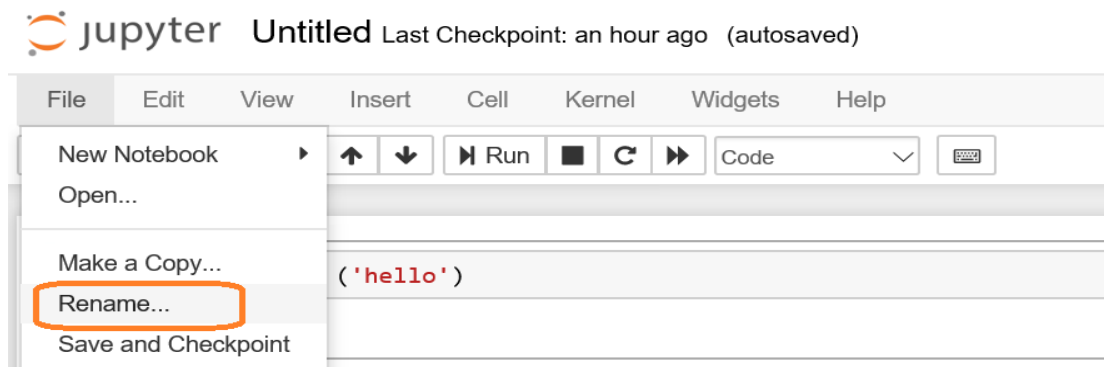 jupyter Untitled Last Checkpoint: an hour ago (autosaved)
File Edit View Insert Cell Kernel Widgets Help
Run Code
New Notebook
Open...
Make a Copy...
('hello')
Rename...
Save and Checkpoint